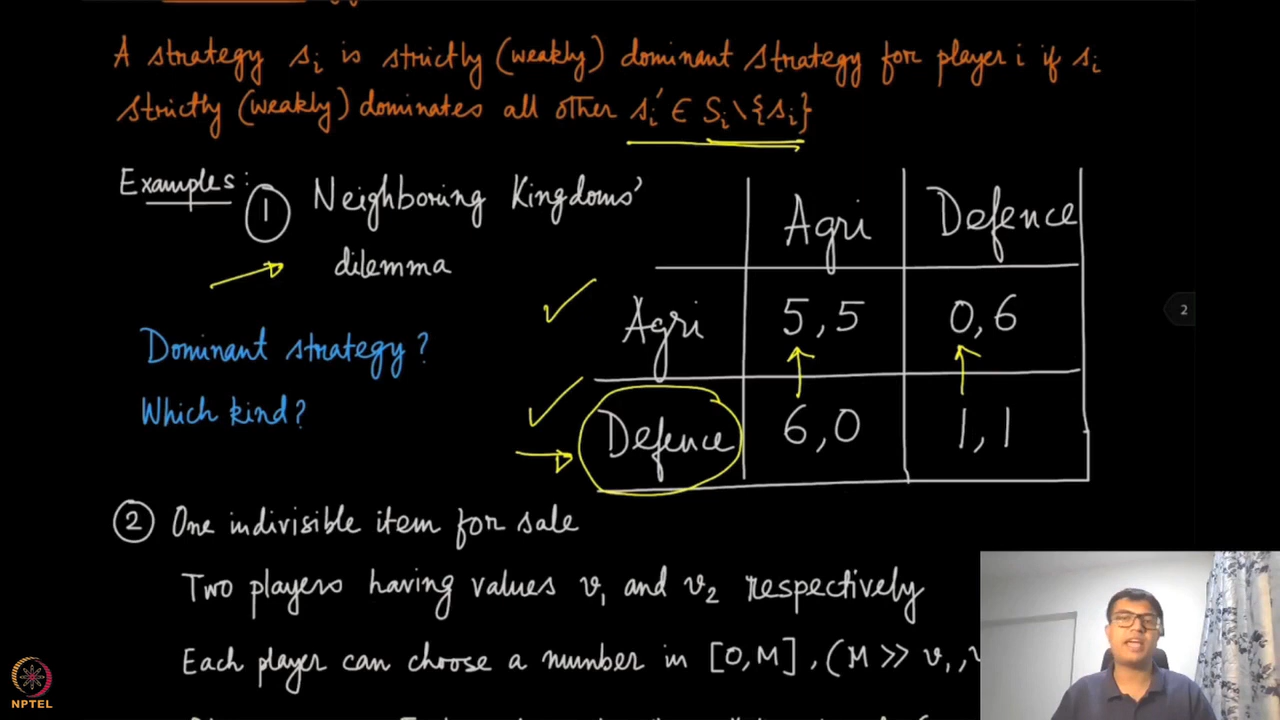 A strategy si is strictly (weakly) dominant strategy for player i if si
strictly (weakly) dominates all other si' ∈ Si\{si}
Examples: ① Neighboring Kingdoms'
dilemma
Dominant strategy?
Which kind?
Agri Defence
Agri 5,5 0,6
Defence 6,0 1,1
② One indivisible item for sale
Two players having values v1 and v2 respectively
Each player can choose a number in [0,M], (M >> v1,
2
NPTEL